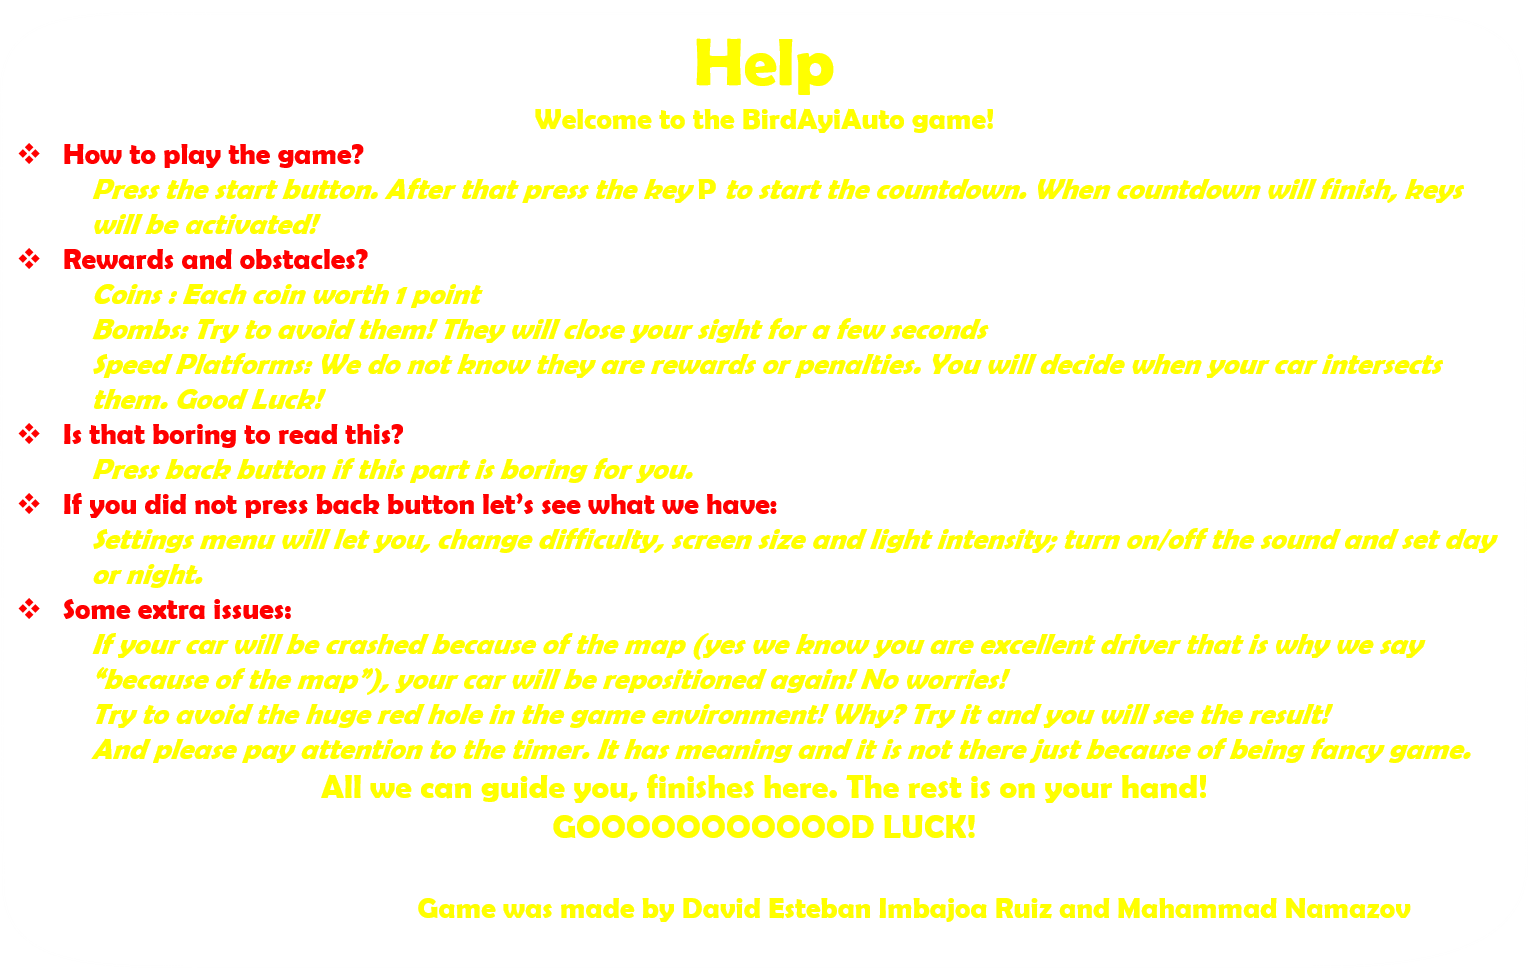 Help
Welcome to the BirdAyiAuto game!
❖ How to play the game?
Press the start button. After that press the key P to start the countdown. When countdown will finish, keys
will be activated!
❖ Rewards and obstacles?
Coins : Each coin worth 1 point
Bombs: Try to avoid them! They will close your sight for a few seconds
Speed Platforms: We do not know they are rewards or penalties. You will decide when your car intersects
them. Good Luck!
❖ Is that boring to read this?
Press back button if this part is boring for you.
❖ If you did not press back button let’s see what we have:
Settings menu will let you, change difficulty, screen size and light intensity; turn on/off the sound and set day
or night.
❖ Some extra issues:
If your car will be crashed because of the map (yes we know you are excellent driver that is why we say
“because of the map”), your car will be repositioned again! No worries!
Try to avoid the huge red hole in the game environment! Why? Try it and you will see the result!
And please pay attention to the timer. It has meaning and it is not there just because of being fancy game.
All we can guide you, finishes here. The rest is on your hand!
GOOOOOOOOOOOD LUCK!
Game was made by David Esteban Imbajoa Ruiz and Mahammad Namazov